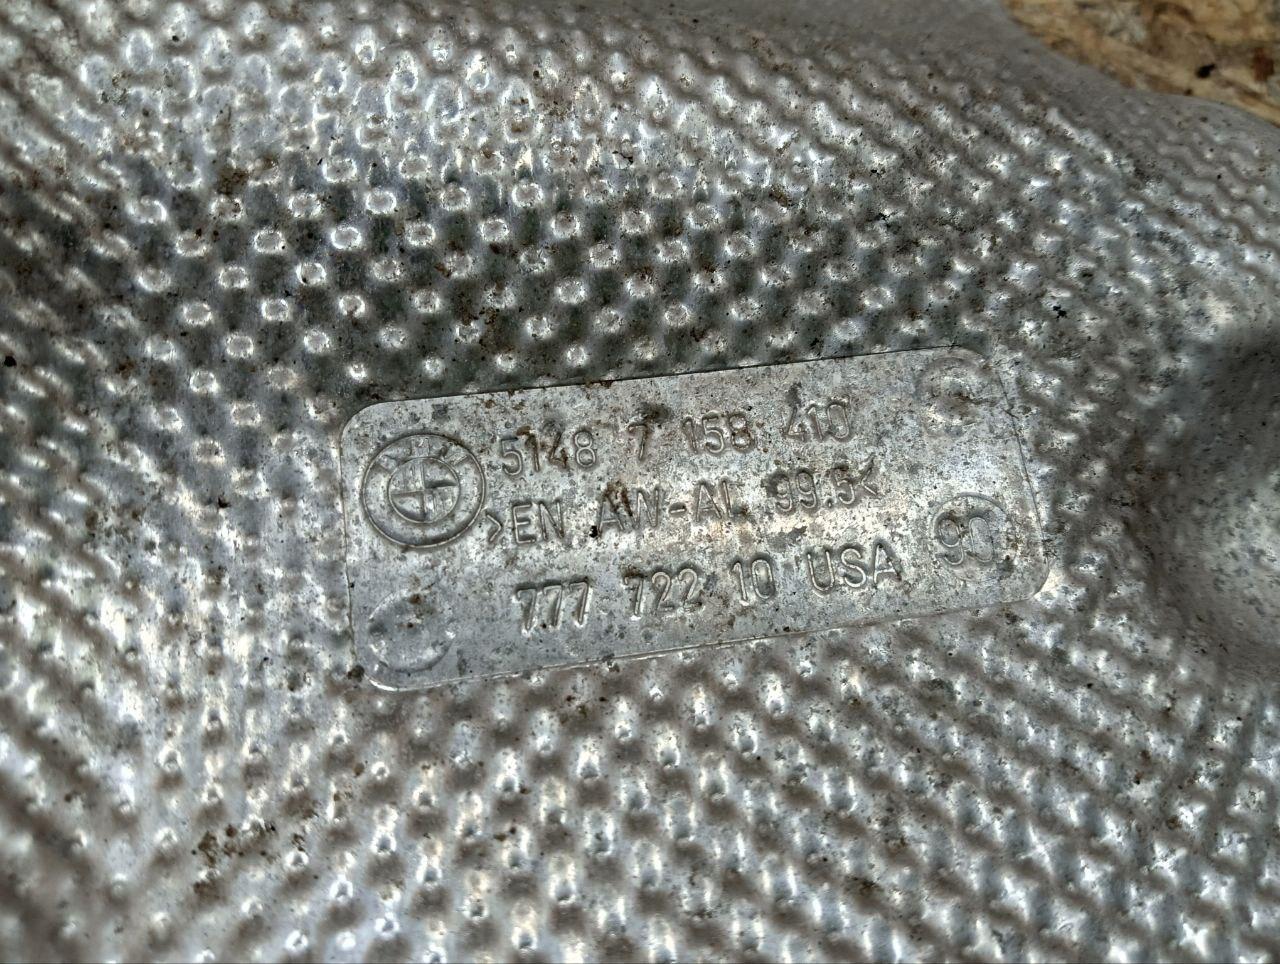 5148 7 158 410
>EN AW-AL 99.5<
777 722 10 USA
90